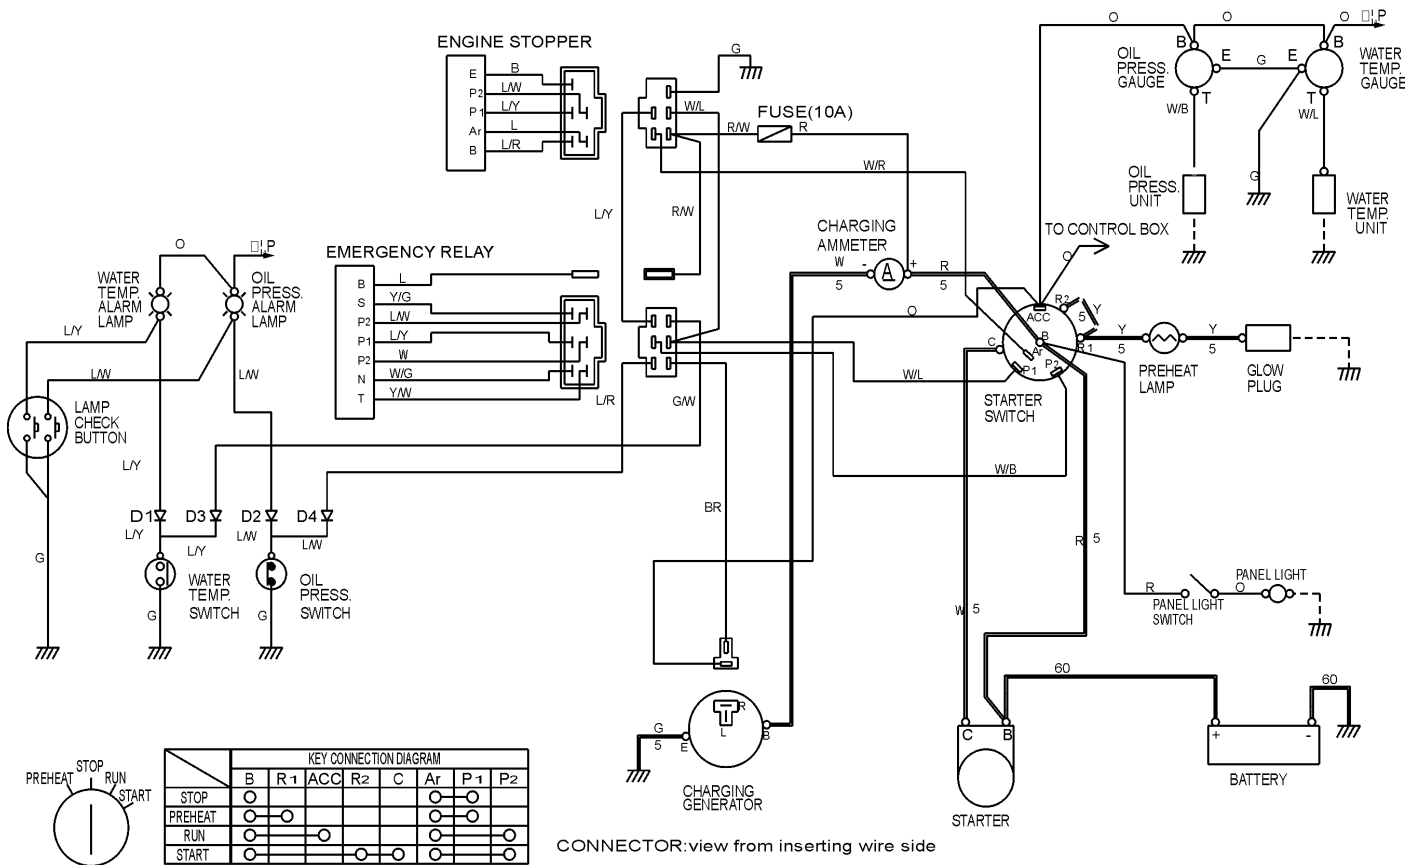 ENGINE STOPPER
E
B
P2
L/W
P1
L/Y
Ar
L
B
L/R
G
W/L
R/W
FUSE(10A)
R
W/R
L/Y
R/W
O
O
O
B
E
G
E
B
T
T
OIL
PRESS.
GAUGE
WATER
TEMP.
GAUGE
W/B
W/L
G
OIL
PRESS.
UNIT
WATER
TEMP.
UNIT
TO CONTROL BOX
O
CHARGING
AMMETER
W
5
-
A
+
R
5
O
O
WATER
TEMP.
ALARM
LAMP
OIL
PRESS.
ALARM
LAMP
EMERGENCY RELAY
B
L
S
Y/G
P2
L/W
P1
L/Y
P2
W
N
W/G
T
Y/W
L/R
G/W
W/L
W/B
ACC
R2
5
Y
B
C
R1
Ar
P1
P2
STARTER
SWITCH
Y
5
PREHEAT
LAMP
Y
5
GLOW
PLUG
L/Y
L/W
L/W
LAMP
CHECK
BUTTON
L/Y
D1
D3
D2
D4
L/Y
L/Y
L/W
L/W
G
WATER
TEMP.
SWITCH
OIL
PRESS.
SWITCH
G
G
BR
R
5
W
5
R
PANEL LIGHT
SWITCH
O
PANEL LIGHT
60
60
G
5
E
R
L
B
CHARGING
GENERATOR
C
B
STARTER
+
-
BATTERY
PREHEAT
STOP
RUN
START
KEY CONNECTION DIAGRAM
B R1 ACC R2 C Ar P1 P2
STOP
PREHEAT
RUN
START
CONNECTOR:view from inserting wire side